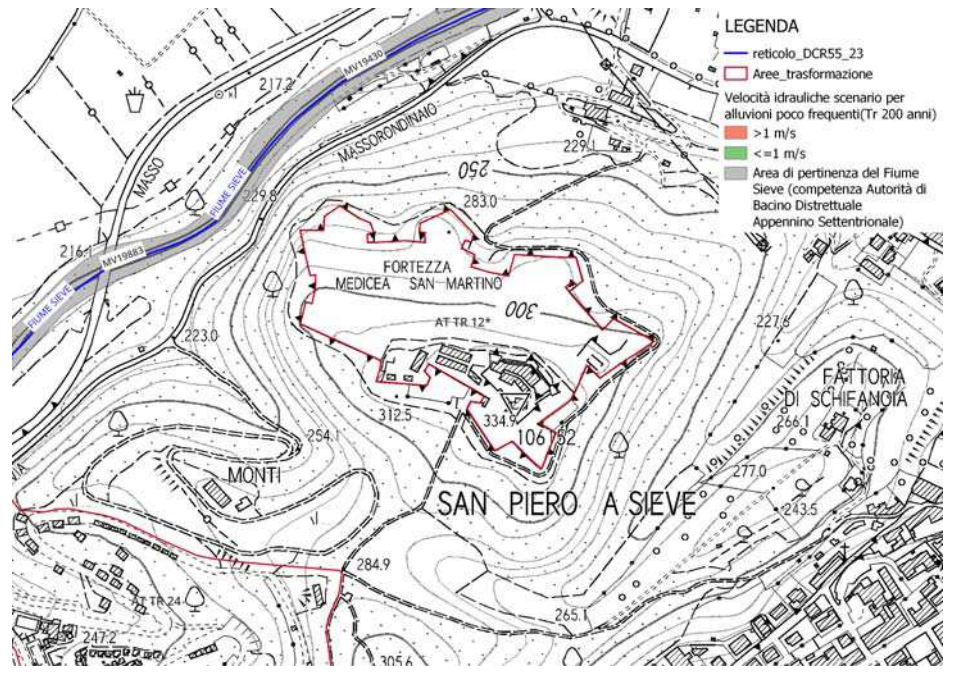 LEGENDA
reticolo_DCR55_23
Aree_trasformazione
Velocità idrauliche scenario per
alluvioni poco frequenti(Tr 200 anni)
>1 m/s
<=1 m/s
Area di pertinenza del Fiume
Sieve (competenza Autorità di
Bacino Distrettuale
Appennino Settentrionale)
217.2
MV19430
MASSO
MASSORONDINAIO
229.1
250
FIUME SIEVE
229.8
283.0
216.1
MV19883
FORTEZZA
MEDICEA SAN MARTINO
FIUME SIEVE
300
AT TR 12*
223.0
227.6
FATTORIA
DI SCHIFANOIA
312.5
334.9
266.1
254.1
106152
MONTI
277.0
SAN PIERO A SIEVE
243.5
284.9
265.1
TR 24
247.2
305.6